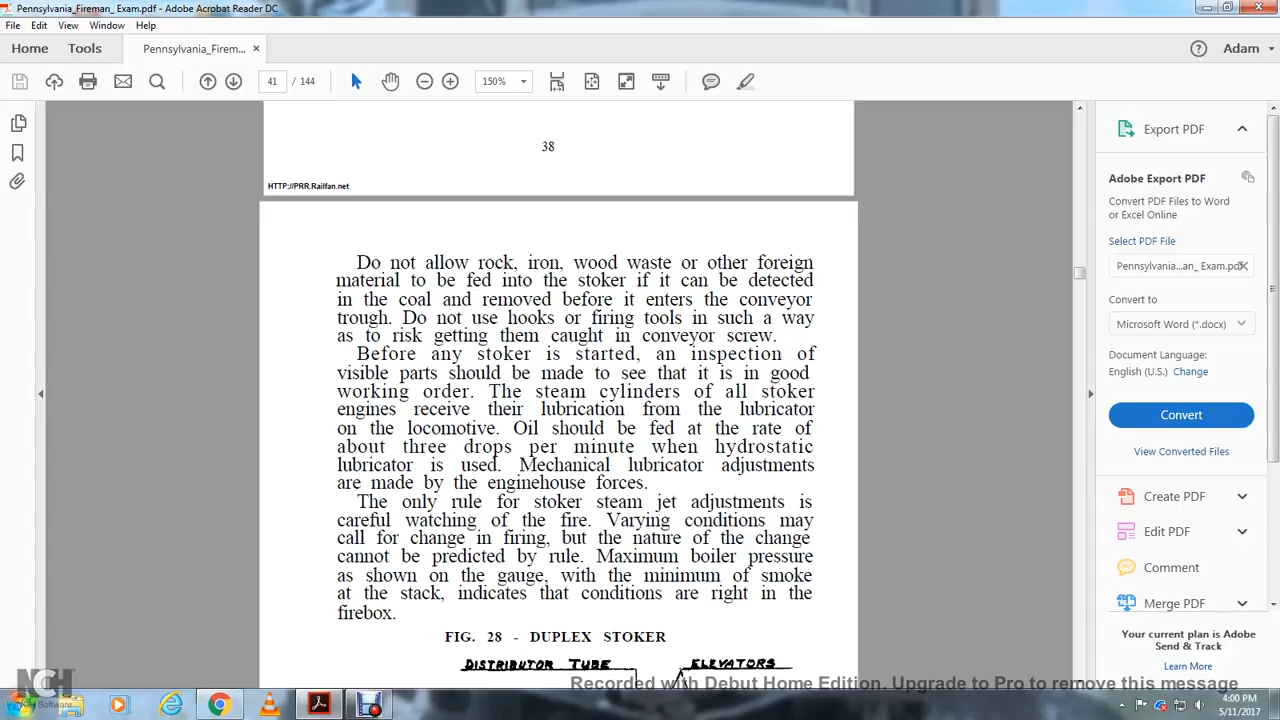 Pennsylvania_Fireman_ Exam.pdf - Adobe Acrobat Reader DC
File Edit View Window Help
Home Tools Pennsylvania_Firem... × Adam
41 / 144 150%
38
HTTP://PRR.Railfan.net
Do not allow rock, iron, wood waste or other foreign
material to be fed into the stoker if it can be detected
in the coal and removed before it enters the conveyor
trough. Do not use hooks or firing tools in such a way
as to risk getting them caught in conveyor screw.
Before any stoker is started, an inspection of
visible parts should be made to see that it is in good
working order. The steam cylinders of all stoker
engines receive their lubrication from the lubricator
on the locomotive. Oil should be fed at the rate of
about three drops per minute when hydrostatic
lubricator is used. Mechanical lubricator adjustments
are made by the enginehouse forces.
The only rule for stoker steam jet adjustments is
careful watching of the fire. Varying conditions may
call for change in firing, but the nature of the change
cannot be predicted by rule. Maximum boiler pressure
as shown on the gauge, with the minimum of smoke
at the stack, indicates that conditions are right in the
firebox.
FIG. 28 - DUPLEX STOKER
DISTRIBUTOR TUBE ELEVATORS
Export PDF
Adobe Export PDF
Convert PDF Files to Word
or Excel Online
Select PDF File
Pennsylvania...an_ Exam.pdf
Convert to
Microsoft Word (*.docx)
Document Language:
English (U.S.) Change
Convert
View Converted Files
Create PDF
Edit PDF
Comment
Merge PDF
Your current plan is Adobe
Send & Track
Learn More
Recorded with Debut Home Edition. Upgrade to Pro to remove this message
NCH
NCH Software
4:00 PM
5/11/2017